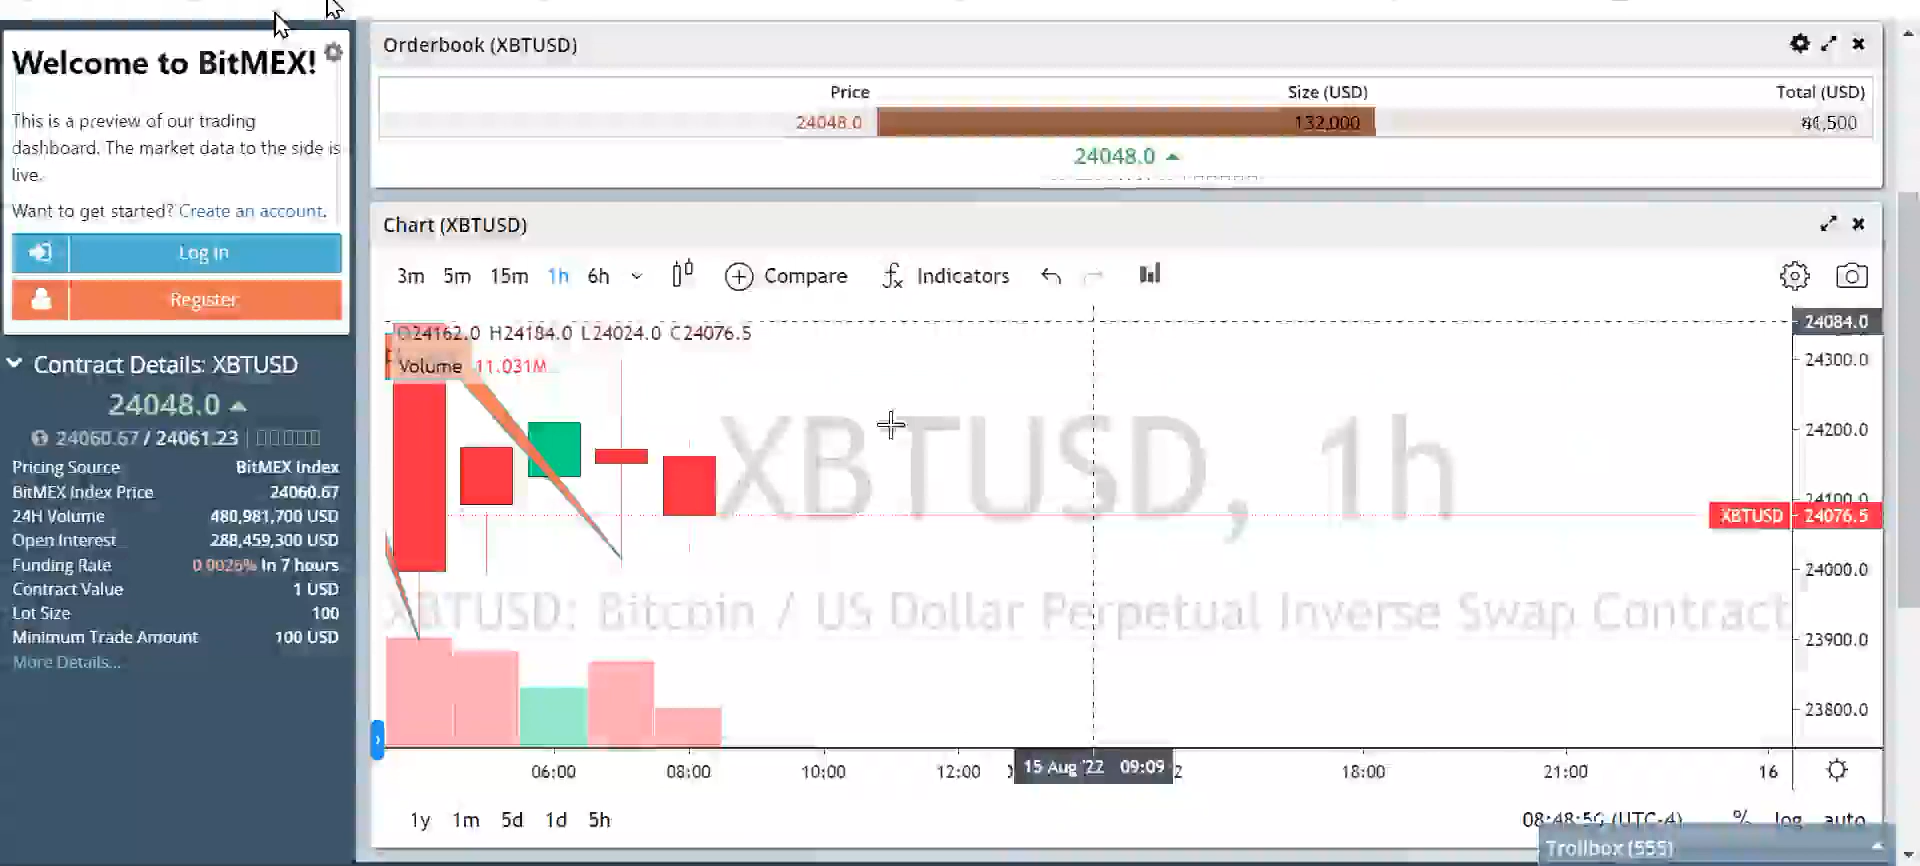 Welcome to BitMEX!
This is a preview of our trading
dashboard. The market data to the side is
live.
Want to get started? Create an account.
Log in
Register
Contract Details: XBTUSD
24048.0
24060.67 / 24061.23
Pricing Source BitMEX Index
BitMEX Index Price 24060.67
24H Volume 480,981,700 USD
Open Interest 288,459,300 USD
Funding Rate 0.0026% in 7 hours
Contract Value 1 USD
Lot Size 100
Minimum Trade Amount 100 USD
More Details...
Orderbook (XBTUSD)
Price Size (USD) Total (USD)
24048.0 132,000
24048.0
Chart (XBTUSD)
3m 5m 15m 1h 6h Compare Indicators
O24162.0 H24184.0 L24024.0 C24076.5
Volume 11.031M
XBTUSD, 1h
XBTUSD: Bitcoin / US Dollar Perpetual Inverse Swap Contract
24084.0
24300.0
24200.0
24100.0
XBTUSD 24076.5
24000.0
23900.0
23800.0
06:00 08:00 10:00 12:00 15 Aug '22 09:09 18:00 21:00 16
1y 1m 5d 1d 5h (UTC-4) % log auto
Trollbox (555)